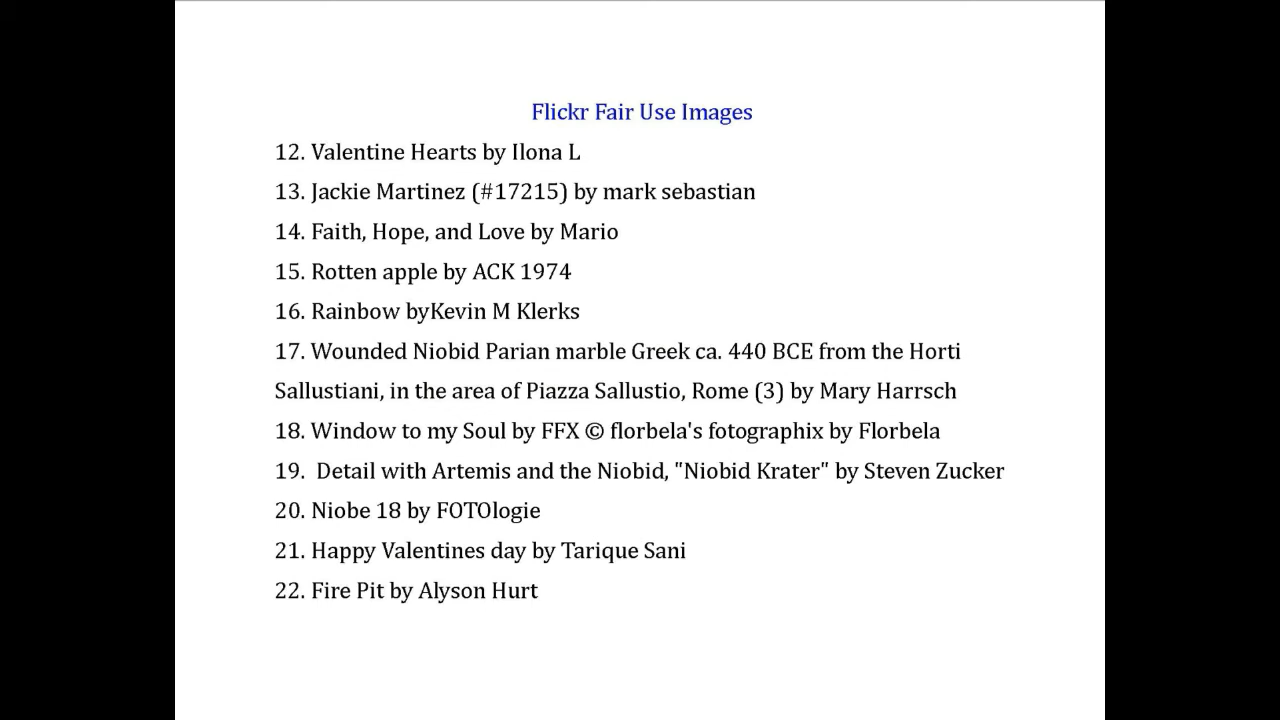 Flickr Fair Use Images
12. Valentine Hearts by Ilona L
13. Jackie Martinez (#17215) by mark sebastian
14. Faith, Hope, and Love by Mario
15. Rotten apple by ACK 1974
16. Rainbow byKevin M Klerks
17. Wounded Niobid Parian marble Greek ca. 440 BCE from the Horti
Sallustiani, in the area of Piazza Sallustio, Rome (3) by Mary Harrsch
18. Window to my Soul by FFX © florbela's fotographix by Florbela
19.  Detail with Artemis and the Niobid, "Niobid Krater" by Steven Zucker
20. Niobe 18 by FOTOlogie
21. Happy Valentines day by Tarique Sani
22. Fire Pit by Alyson Hurt